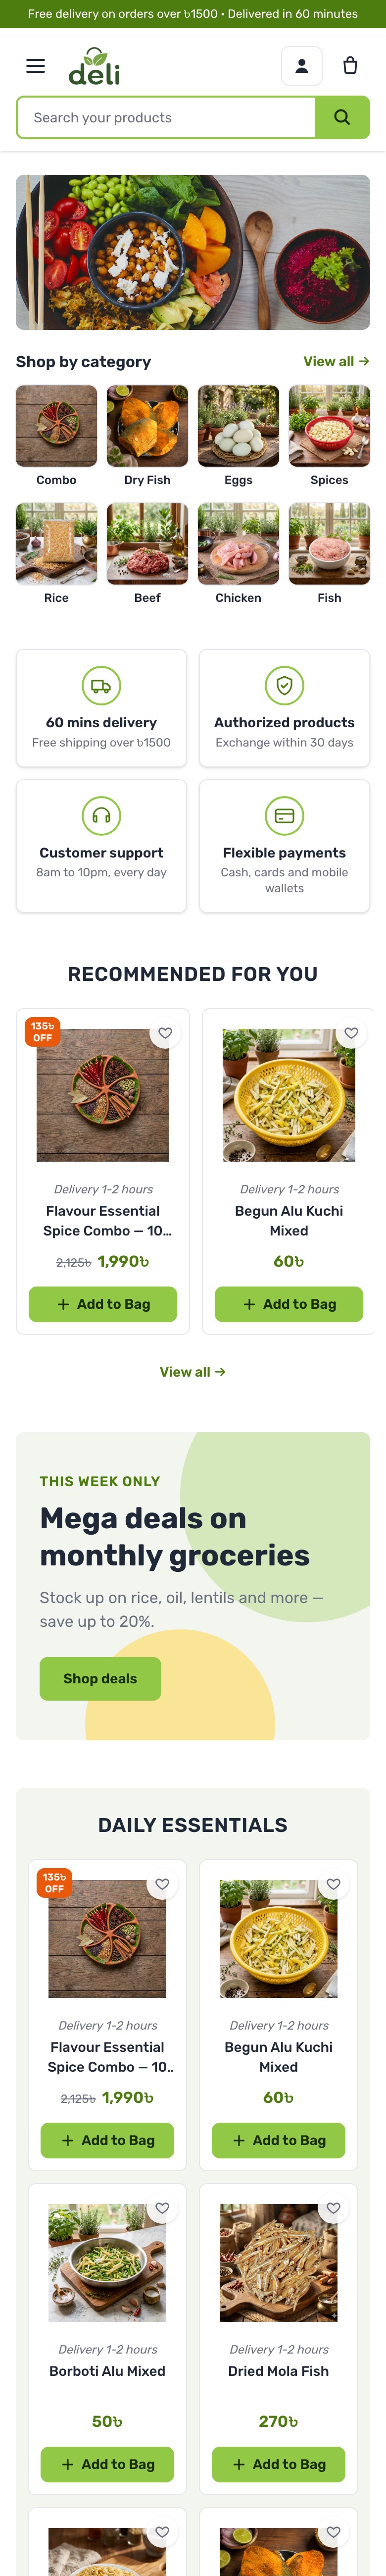 Free delivery on orders over ৳1500 • Delivered in 60 minutes
deli
Search your products
Shop by category
View all →
Combo
Dry Fish
Eggs
Spices
Rice
Beef
Chicken
Fish
60 mins delivery
Free shipping over ৳1500
Authorized products
Exchange within 30 days
Customer support
8am to 10pm, every day
Flexible payments
Cash, cards and mobile
wallets
RECOMMENDED FOR YOU
135৳
OFF
Delivery 1-2 hours
Flavour Essential
Spice Combo — 10...
2,125৳ 1,990৳
+ Add to Bag
Delivery 1-2 hours
Begun Alu Kuchi
Mixed
60৳
+ Add to Bag
View all →
THIS WEEK ONLY
Mega deals on
monthly groceries
Stock up on rice, oil, lentils and more —
save up to 20%.
Shop deals
DAILY ESSENTIALS
135৳
OFF
Delivery 1-2 hours
Flavour Essential
Spice Combo — 10...
2,125৳ 1,990৳
+ Add to Bag
Delivery 1-2 hours
Begun Alu Kuchi
Mixed
60৳
+ Add to Bag
Delivery 1-2 hours
Borboti Alu Mixed
50৳
+ Add to Bag
Delivery 1-2 hours
Dried Mola Fish
270৳
+ Add to Bag